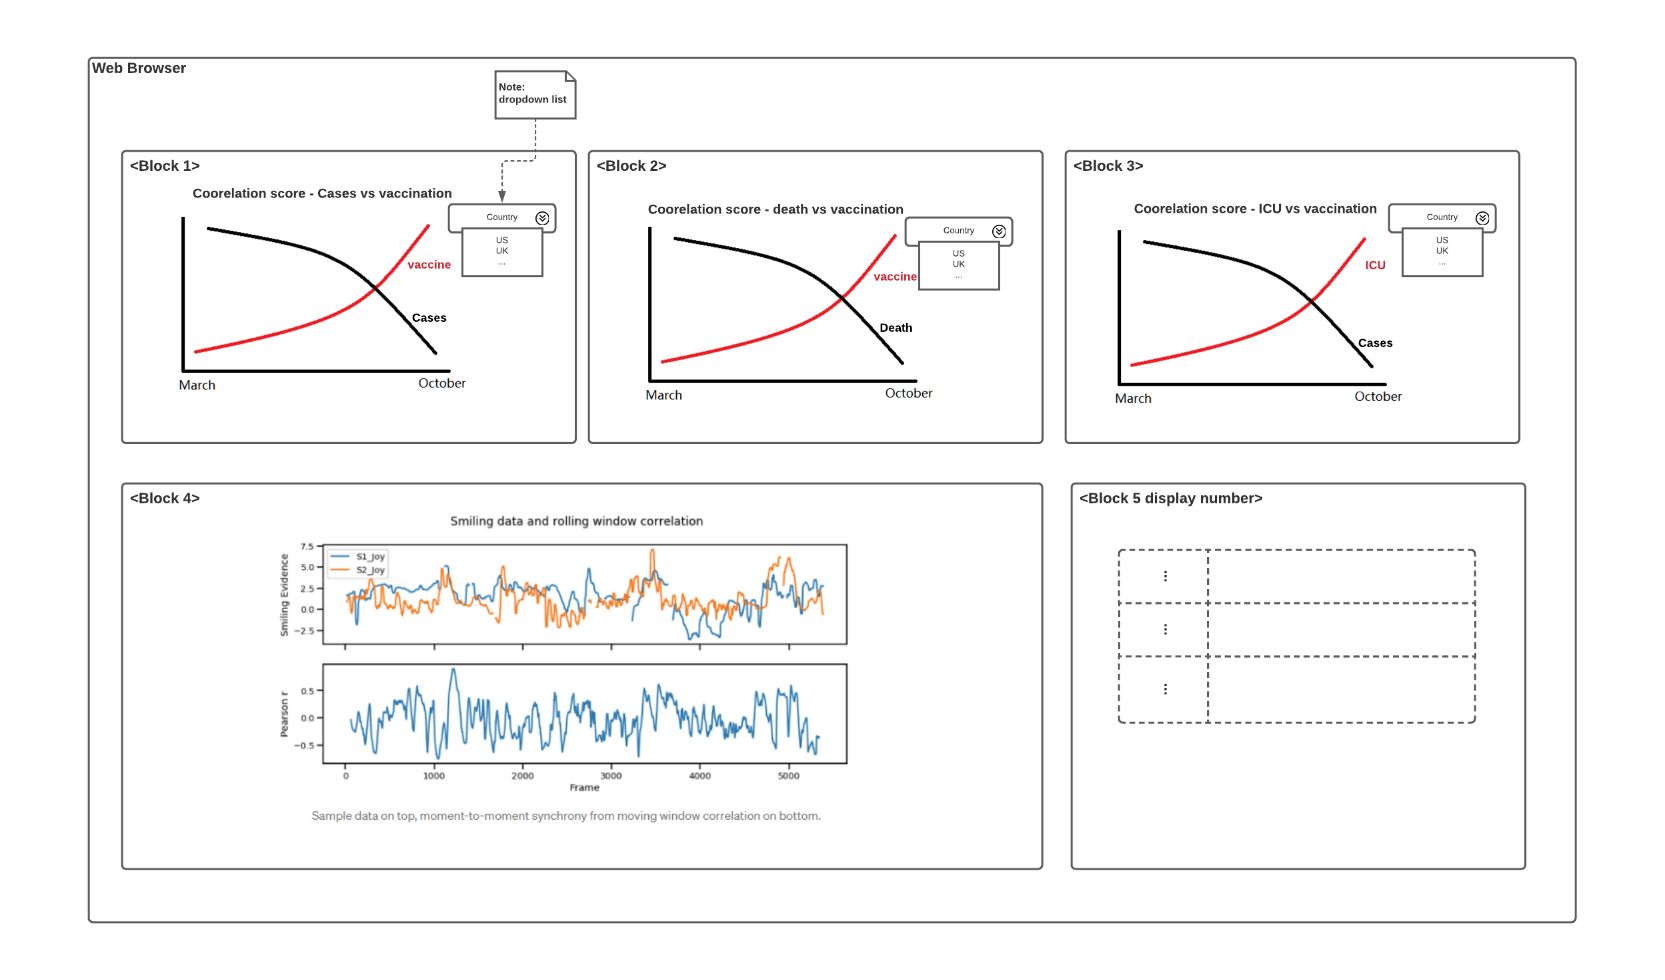 Web Browser
Note:
dropdown list
<Block 1>
Coorelation score - Cases vs vaccination
Country
US
UK
...
vaccine
Cases
March
October
<Block 2>
Coorelation score - death vs vaccination
Country
US
UK
...
vaccine
Death
March
October
<Block 3>
Coorelation score - ICU vs vaccination
Country
US
UK
...
ICU
Cases
March
October
<Block 4>
Smiling data and rolling window correlation
S1_Joy
S2_Joy
Smiling Evidence
7.5
5.0
2.5
0.0
−2.5
Pearson r
0.5
0.0
−0.5
0
1000
2000
3000
4000
5000
Frame
Sample data on top, moment-to-moment synchrony from moving window correlation on bottom.
<Block 5 display number>
...
...
...